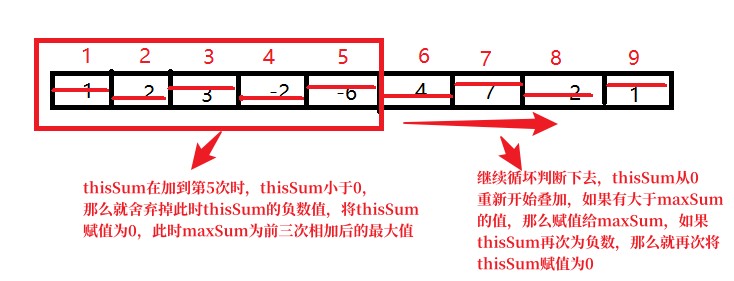 1 2 3 4 5 6 7 8 9
1 2 3 -2 -6 4 7 2 1
thisSum在加到第5次时，thisSum小于0，
那么就舍弃掉此时thisSum的负数值，将thisSum
赋值为0，此时maxSum为前三次相加后的最大值
继续循环判断下去，thisSum从0
重新开始叠加，如果有大于maxSum
的值，那么赋值给maxSum，如果
thisSum再次为负数，那么就再次将
thisSum赋值为0